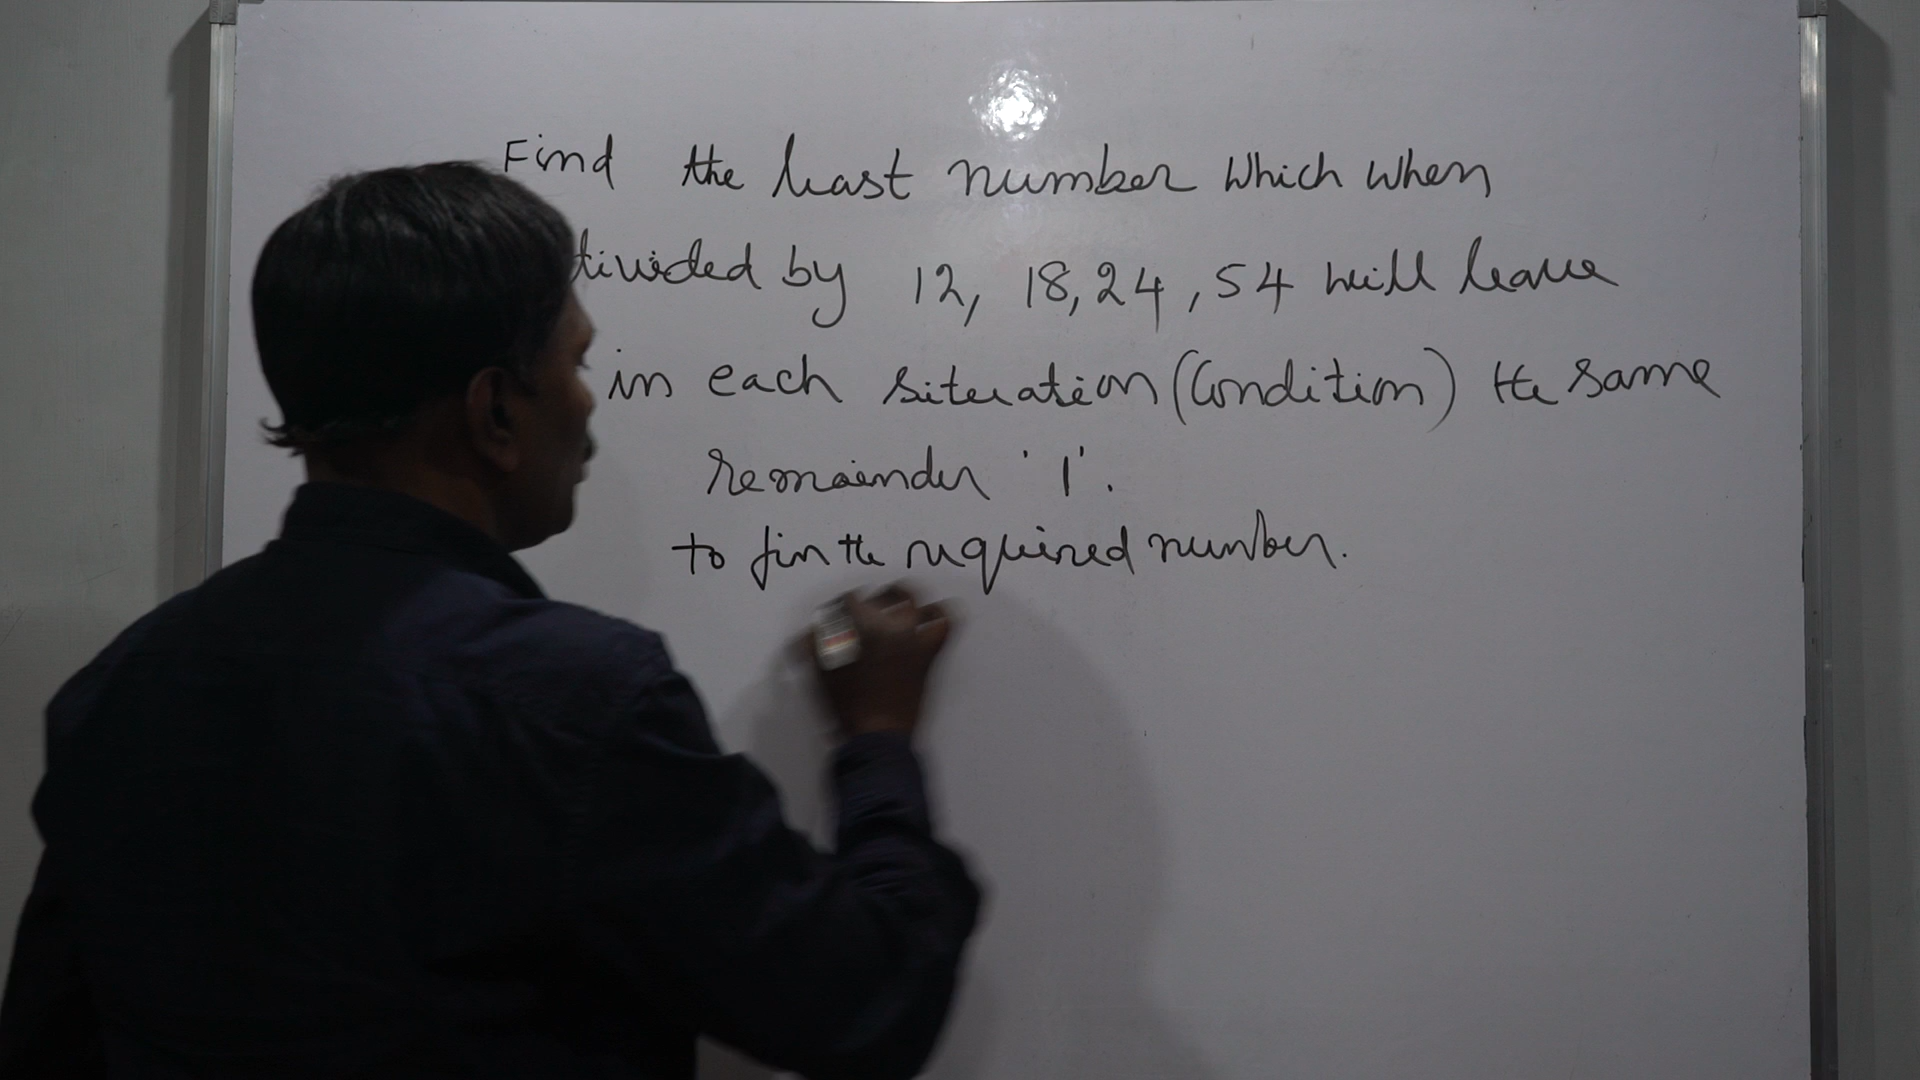 Find the least number which when
divided by 12, 18, 24, 54 will leave
in each situation (Condition) the same
remainder '1'.
to fin the required number.